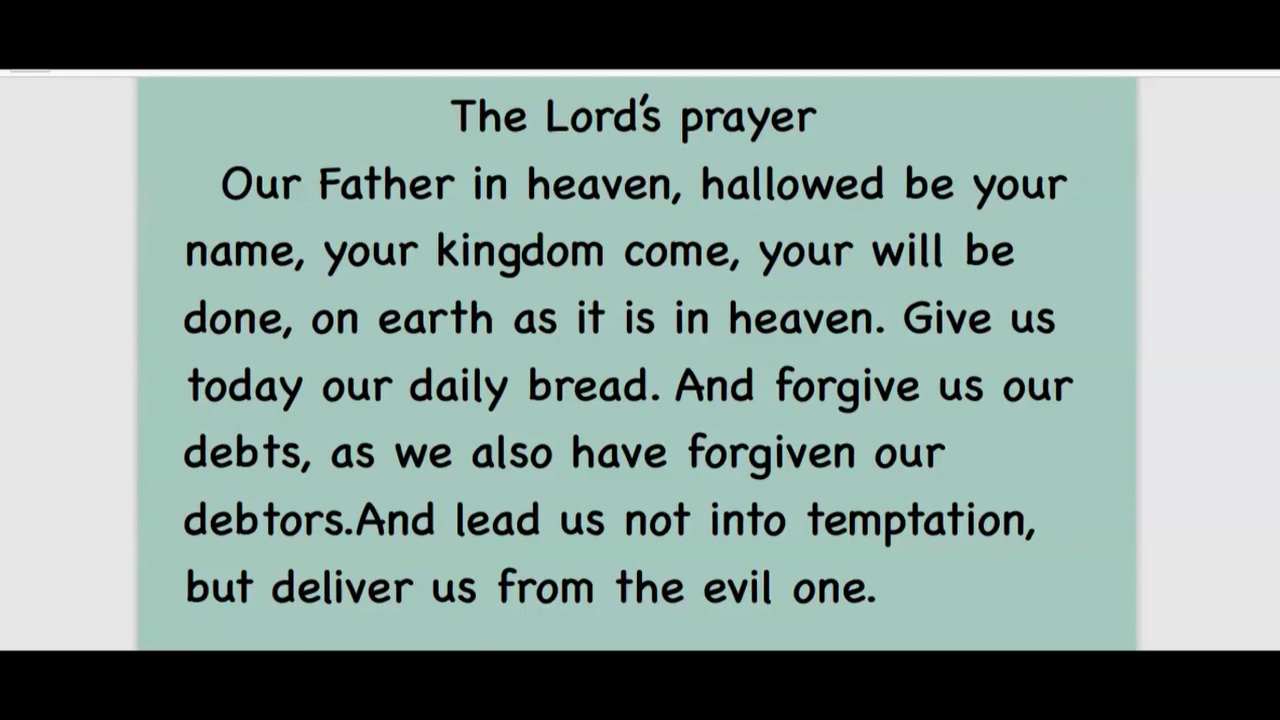 The Lord's prayer
Our Father in heaven, hallowed be your
name, your kingdom come, your will be
done, on earth as it is in heaven. Give us
today our daily bread. And forgive us our
debts, as we also have forgiven our
debtors.And lead us not into temptation,
but deliver us from the evil one.